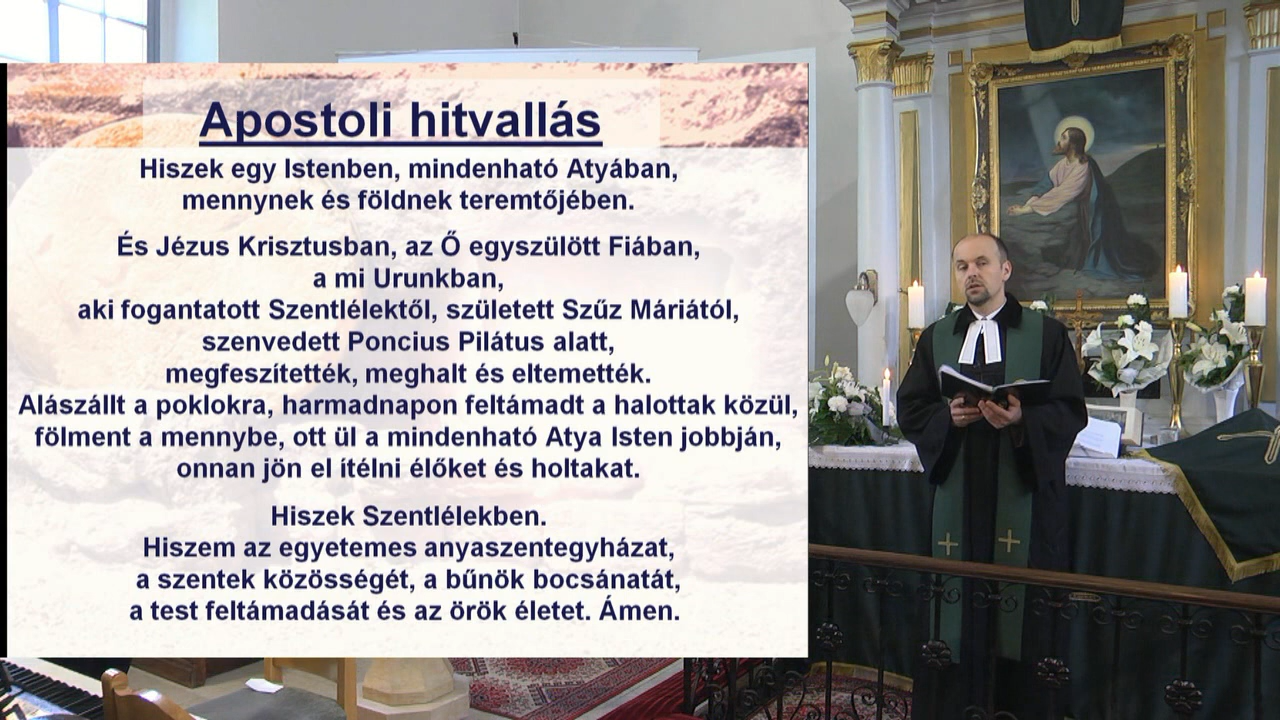 Apostoli hitvallás
Hiszek egy Istenben, mindenható Atyában,
mennynek és földnek teremtőjében.
És Jézus Krisztusban, az Ő egyszülött Fiában,
a mi Urunkban,
aki fogantatott Szentlélektől, született Szűz Máriától,
szenvedett Poncius Pilátus alatt,
megfeszítették, meghalt és eltemették.
Alászállt a poklokra, harmadnapon feltámadt a halottak közül,
fölment a mennybe, ott ül a mindenható Atya Isten jobbján,
onnan jön el ítélni élőket és holtakat.
Hiszek Szentlélekben.
Hiszem az egyetemes anyaszentegyházat,
a szentek közösségét, a bűnök bocsánatát,
a test feltámadását és az örök életet. Ámen.